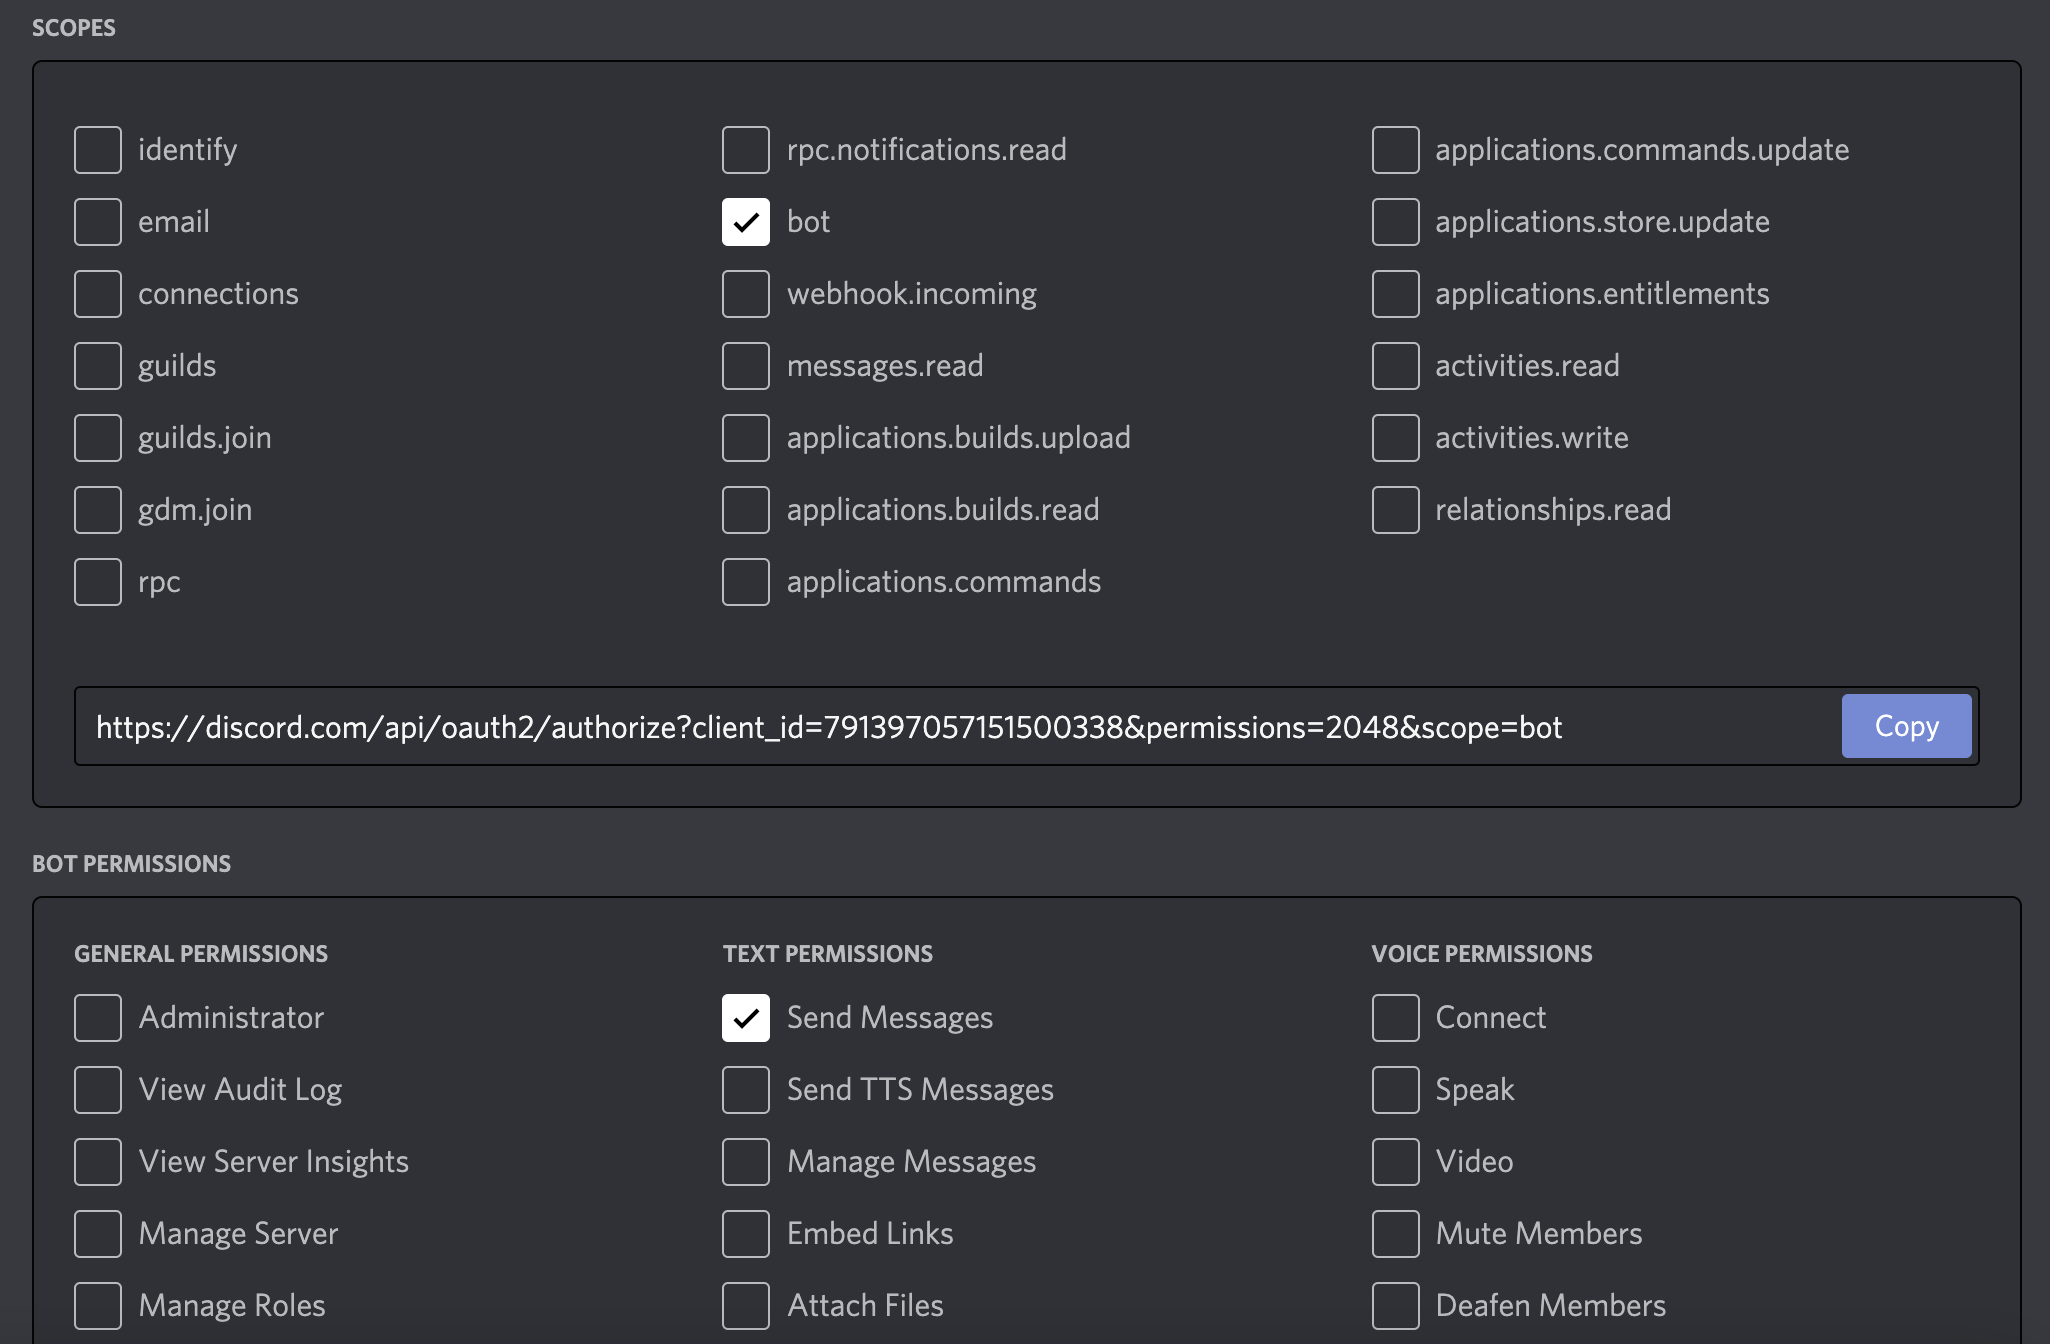 SCOPES
identify
email
connections
guilds
guilds.join
gdm.join
rpc
rpc.notifications.read
bot
webhook.incoming
messages.read
applications.builds.upload
applications.builds.read
applications.commands
applications.commands.update
applications.store.update
applications.entitlements
activities.read
activities.write
relationships.read
https://discord.com/api/oauth2/authorize?client_id=791397057151500338&permissions=2048&scope=bot
Copy
BOT PERMISSIONS
GENERAL PERMISSIONS
Administrator
View Audit Log
View Server Insights
Manage Server
Manage Roles
TEXT PERMISSIONS
Send Messages
Send TTS Messages
Manage Messages
Embed Links
Attach Files
VOICE PERMISSIONS
Connect
Speak
Video
Mute Members
Deafen Members